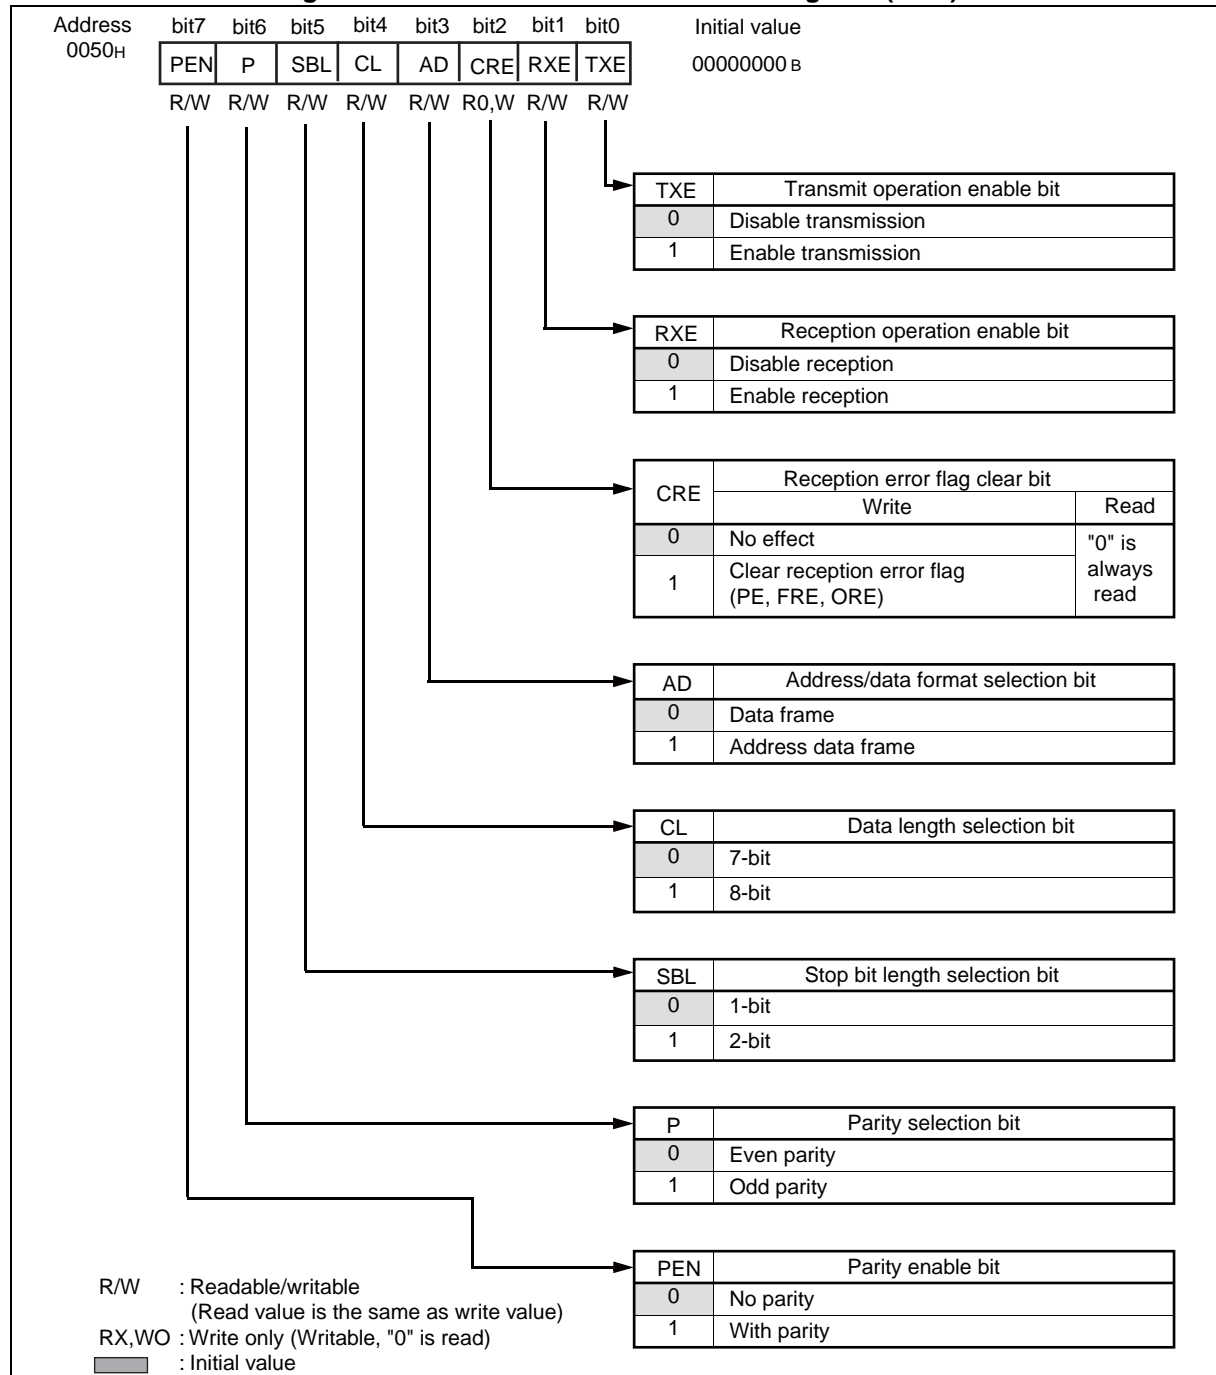 Address bit7 bit6 bit5 bit4 bit3 bit2 bit1 bit0 Initial value
0050H PEN P SBL CL AD CRE RXE TXE 00000000 B
R/W R/W R/W R/W R/W R0,W R/W R/W
TXE Transmit operation enable bit
0 Disable transmission
1 Enable transmission
RXE Reception operation enable bit
0 Disable reception
1 Enable reception
CRE Reception error flag clear bit
Write Read
0 No effect "0" is always read
1 Clear reception error flag
(PE, FRE, ORE)
AD Address/data format selection bit
0 Data frame
1 Address data frame
CL Data length selection bit
0 7-bit
1 8-bit
SBL Stop bit length selection bit
0 1-bit
1 2-bit
P Parity selection bit
0 Even parity
1 Odd parity
PEN Parity enable bit
0 No parity
1 With parity
R/W : Readable/writable
(Read value is the same as write value)
RX,WO : Write only (Writable, "0" is read)
: Initial value